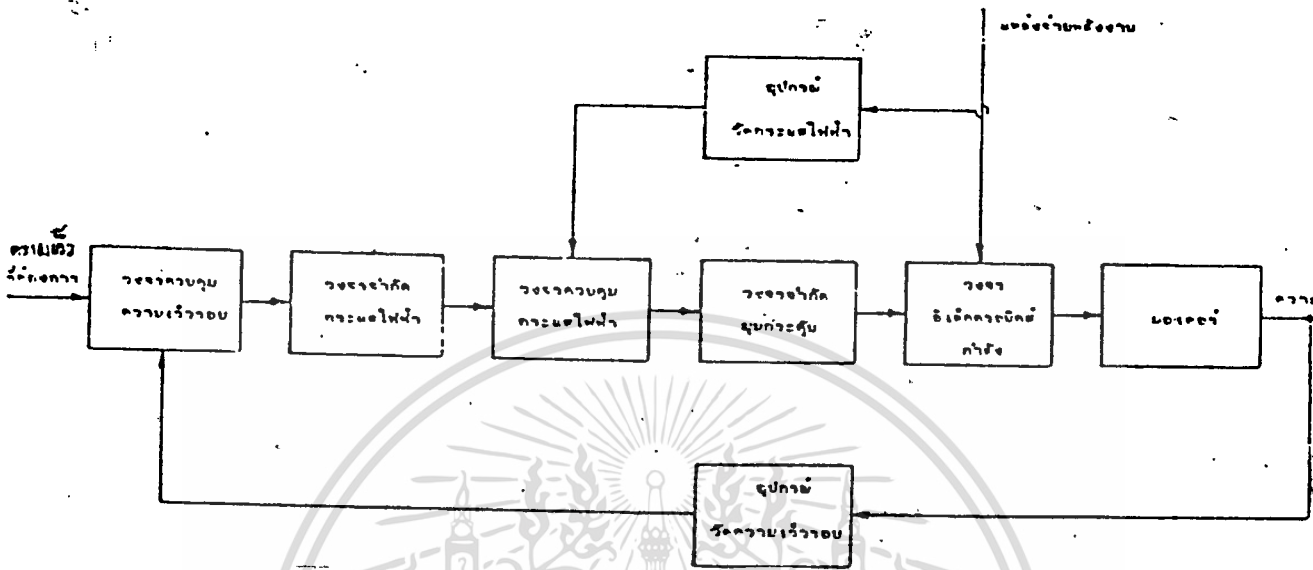 แหล่งจ่ายพลังงาน
อุปกรณ์
วัดกระแสไฟฟ้า
ความเร็ว
ที่ต้องการ
วงจรควบคุม
ความเร็วรอบ
วงจรจำกัด
กระแสไฟฟ้า
วงจรควบคุม
กระแสไฟฟ้า
วงจรจำกัด
มุมกระตุ้น
วงจร
อิเล็คทรอนิคส์
กำลัง
มอเตอร์
ความ
อุปกรณ์
วัดความเร็วรอบ